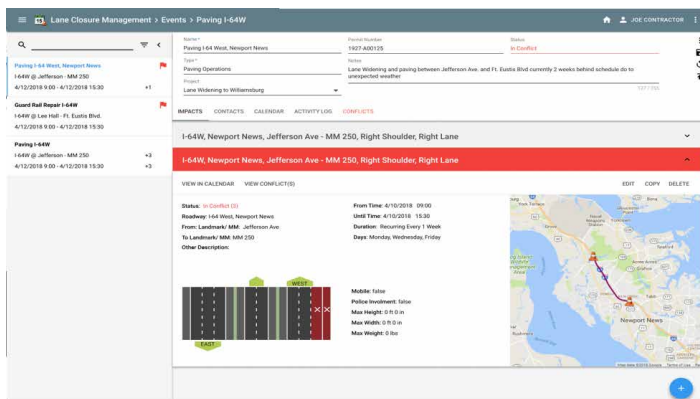 Lane Closure Management > Events > Paving I-64W
JOE CONTRACTOR
Paving I-64 West, Newport News
I-64W @ Jefferson - MM 250
4/12/2018 9:00 - 4/12/2018 15:30 +1
Guard Rail Repair I-64W
I-64W @ Lee Hall - Ft. Eustis Blvd.
4/12/2018 9:00 - 4/12/2018 15:30
Paving I-64W
I-64W @ Jefferson - MM 250 +3
4/12/2018 9:00 - 4/12/2018 15:30 +3
Name*
Paving I-64 West, Newport News
Permit Number
1927-A00125
Status
In Conflict
Type*
Paving Operations
Notes
Lane Widening and paving between Jefferson Ave. and Ft. Eustis Blvd currently 2 weeks behind schedule do to
unexpected weather
Project
Lane Widening to Williamsburg
IMPACTS CONTACTS CALENDAR ACTIVITY LOG CONFLICTS
I-64W, Newport News, Jefferson Ave - MM 250, Right Shoulder, Right Lane
I-64W, Newport News, Jefferson Ave - MM 250, Right Shoulder, Right Lane
VIEW IN CALENDAR VIEW CONFLICT(S) EDIT COPY DELETE
Status: In Conflict (S)
Roadway: I-64 West, Newport News
From: Landmark/ MM: Jefferson Ave
To Landmark/ MM: MM 250
Other Description:
From Time: 4/10/2018 09:00
Until Time: 4/10/2018 15:30
Duration: Recurring Every 1 Week
Days: Monday, Wednesday, Friday
WEST
EAST
Mobile: false
Police Involment: false
Max Height: 0 ft 0 in
Max Width: 0 ft 0 in
Max Weight: 0 lbs
Newport News